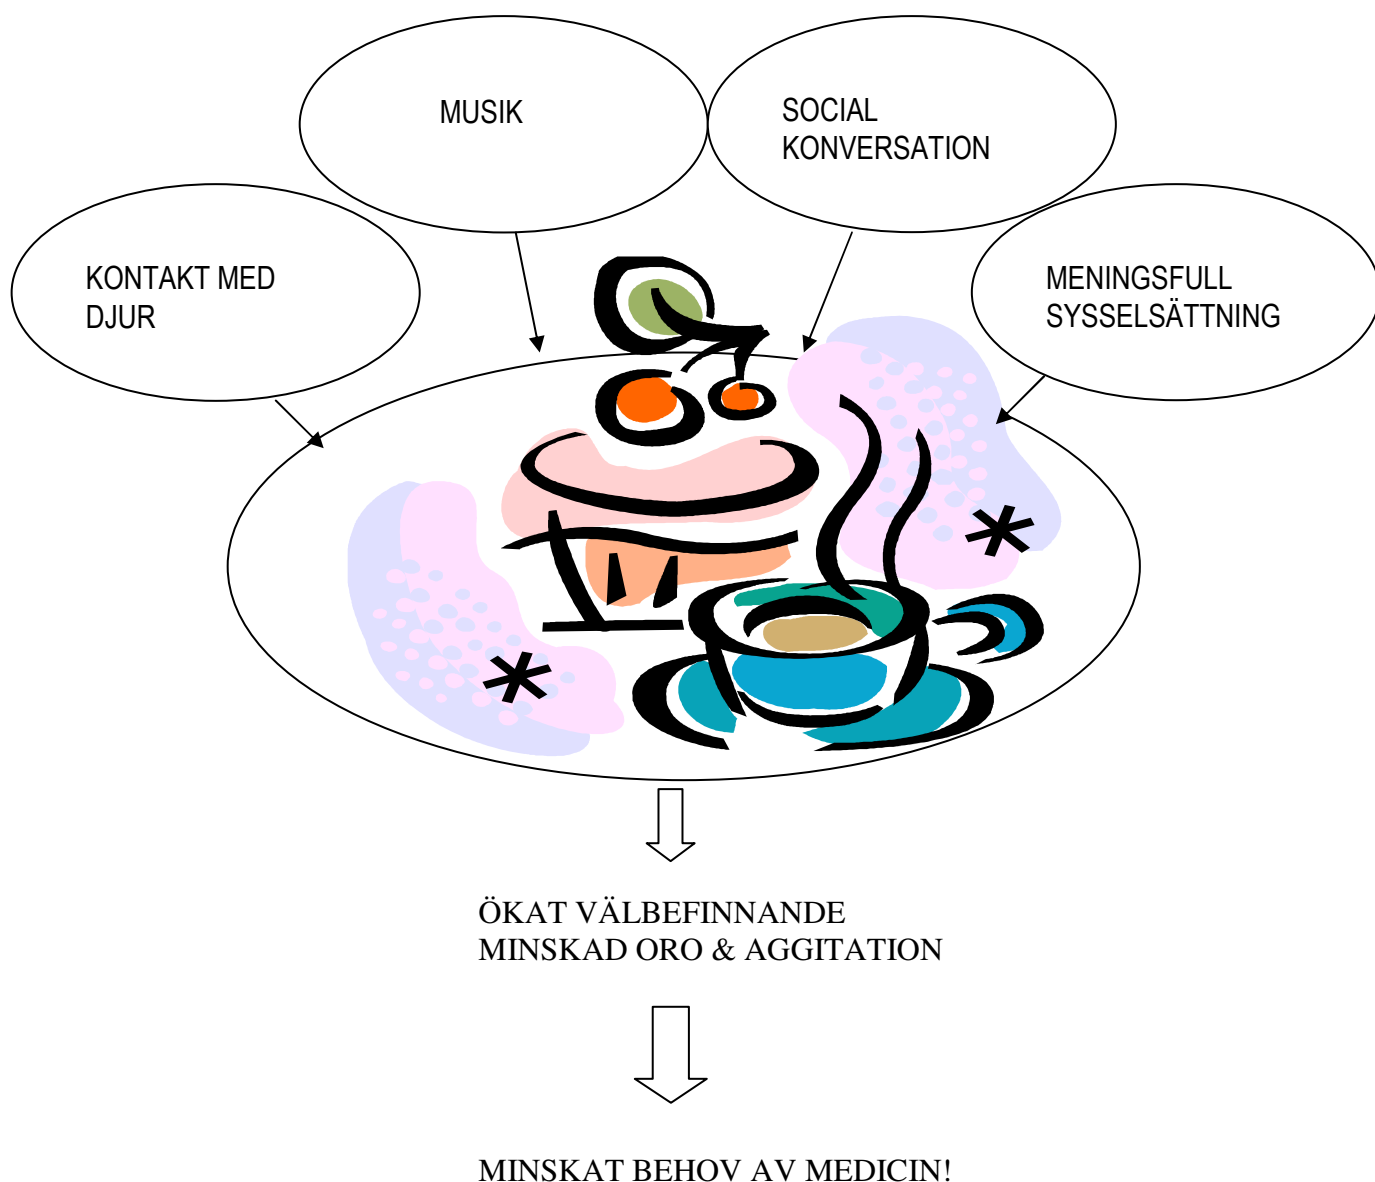 MUSIK
SOCIAL
KONVERSATION
KONTAKT MED
DJUR
MENINGSFULL
SYSSELSÄTTNING
ÖKAT VÄLBEFINNANDE
MINSKAD ORO & AGGITATION
MINSKAT BEHOV AV MEDICIN!